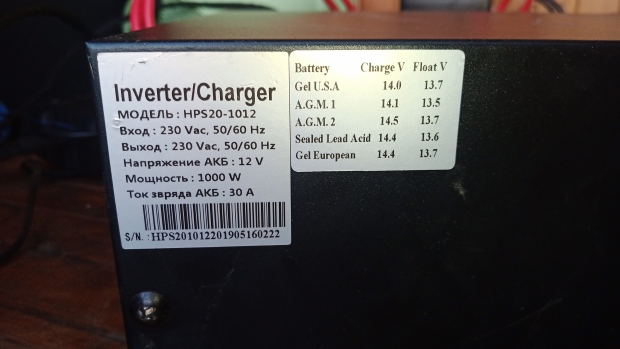 Inverter/Charger
МОДЕЛЬ : HPS20-1012
Вход : 230 Vac, 50/60 Hz
Выход : 230 Vac, 50/60 Hz
Напряжение АКБ : 12 V
Мощность : 1000 W
Ток звряда АКБ : 30 A
S/N. : HPS201012201905160222
Battery Charge V Float V
Gel U.S.A 14.0 13.7
A.G.M. 1 14.1 13.5
A.G.M. 2 14.5 13.7
Sealed Lead Acid 14.4 13.6
Gel European 14.4 13.7